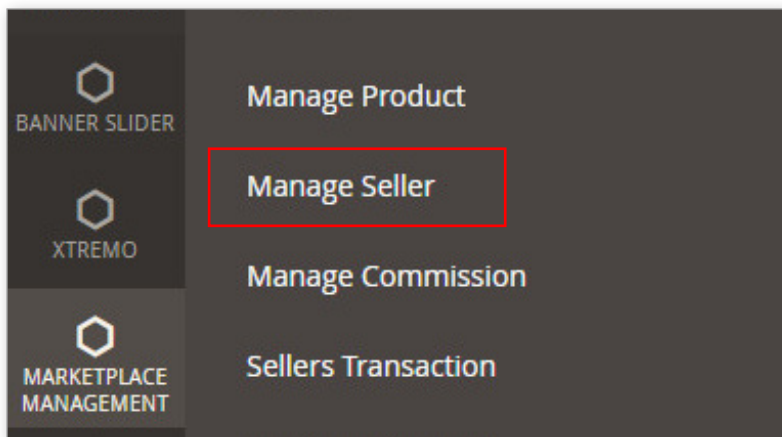 BANNER SLIDER
XTREMO
MARKETPLACE
MANAGEMENT
Manage Product
Manage Seller
Manage Commission
Sellers Transaction